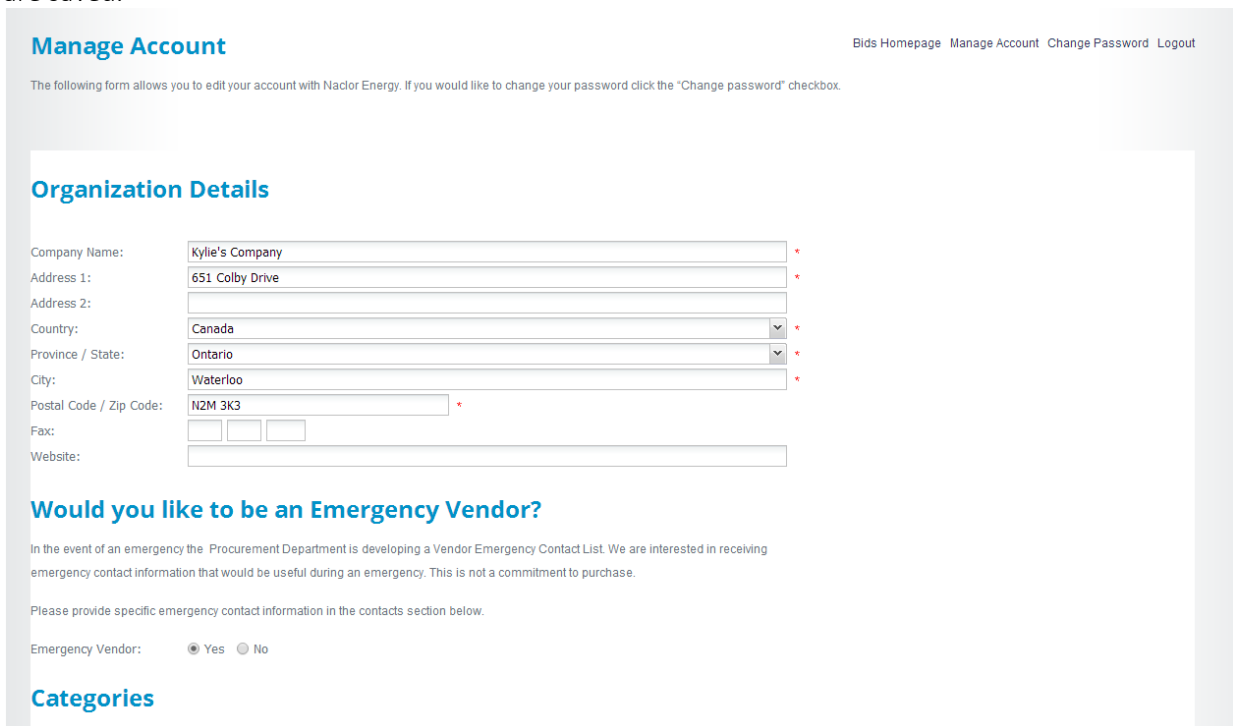 Manage Account
Bids Homepage Manage Account Change Password Logout
The following form allows you to edit your account with Naclor Energy. If you would like to change your password click the “Change password” checkbox.
Organization Details
Company Name: Kylie's Company *
Address 1: 651 Colby Drive *
Address 2:
Country: Canada *
Province / State: Ontario *
City: Waterloo *
Postal Code / Zip Code: N2M 3K3 *
Fax:
Website:
Would you like to be an Emergency Vendor?
In the event of an emergency the Procurement Department is developing a Vendor Emergency Contact List. We are interested in receiving
emergency contact information that would be useful during an emergency. This is not a commitment to purchase.
Please provide specific emergency contact information in the contacts section below.
Emergency Vendor: Yes No
Categories